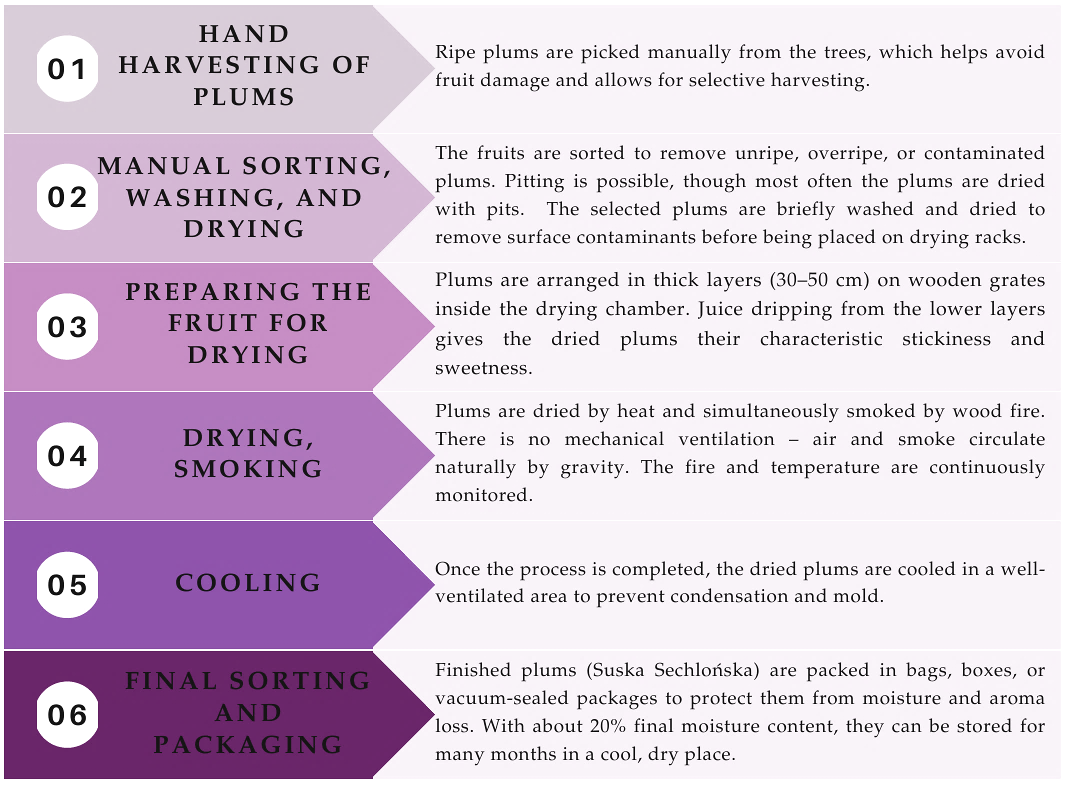 01
HAND
HARVESTING OF
PLUMS
Ripe plums are picked manually from the trees, which helps avoid
fruit damage and allows for selective harvesting.
02
MANUAL SORTING,
WASHING, AND
DRYING
The fruits are sorted to remove unripe, overripe, or contaminated
plums. Pitting is possible, though most often the plums are dried
with pits. The selected plums are briefly washed and dried to
remove surface contaminants before being placed on drying racks.
03
PREPARING THE
FRUIT FOR
DRYING
Plums are arranged in thick layers (30–50 cm) on wooden grates
inside the drying chamber. Juice dripping from the lower layers
gives the dried plums their characteristic stickiness and
sweetness.
04
DRYING,
SMOKING
Plums are dried by heat and simultaneously smoked by wood fire.
There is no mechanical ventilation – air and smoke circulate
naturally by gravity. The fire and temperature are continuously
monitored.
05
COOLING
Once the process is completed, the dried plums are cooled in a well-
ventilated area to prevent condensation and mold.
06
FINAL SORTING
AND
PACKAGING
Finished plums (Suska Sechlońska) are packed in bags, boxes, or
vacuum-sealed packages to protect them from moisture and aroma
loss. With about 20% final moisture content, they can be stored for
many months in a cool, dry place.